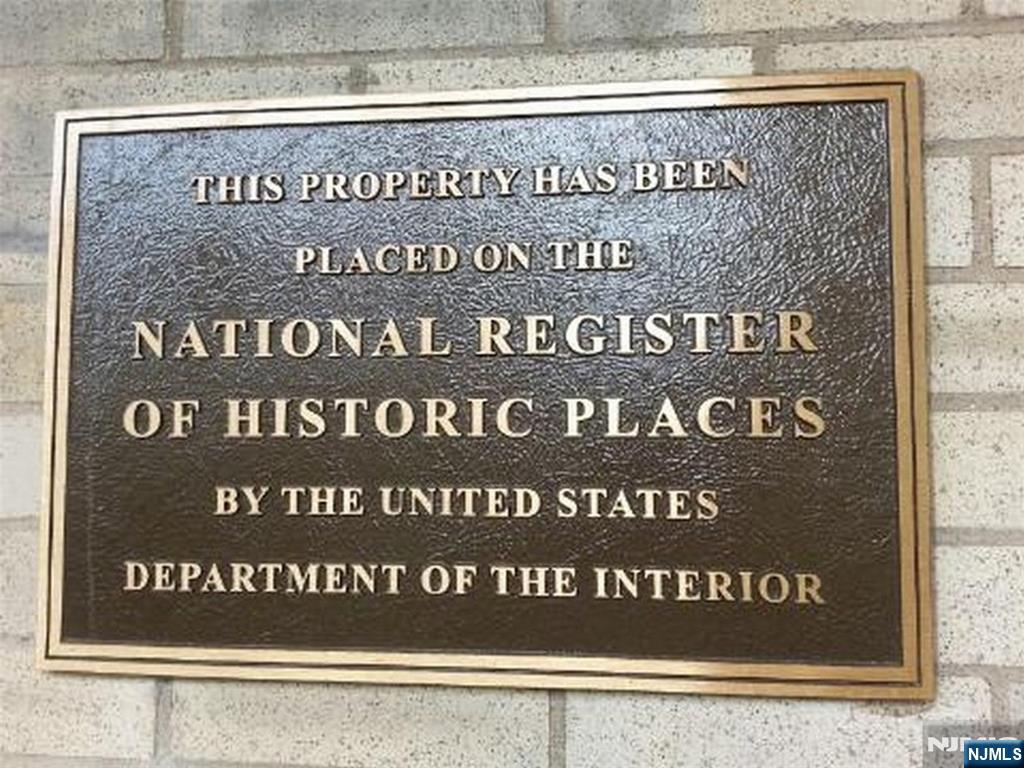 THIS PROPERTY HAS BEEN
PLACED ON THE
NATIONAL REGISTER
OF HISTORIC PLACES
BY THE UNITED STATES
DEPARTMENT OF THE INTERIOR
NJMLS
NJMLS